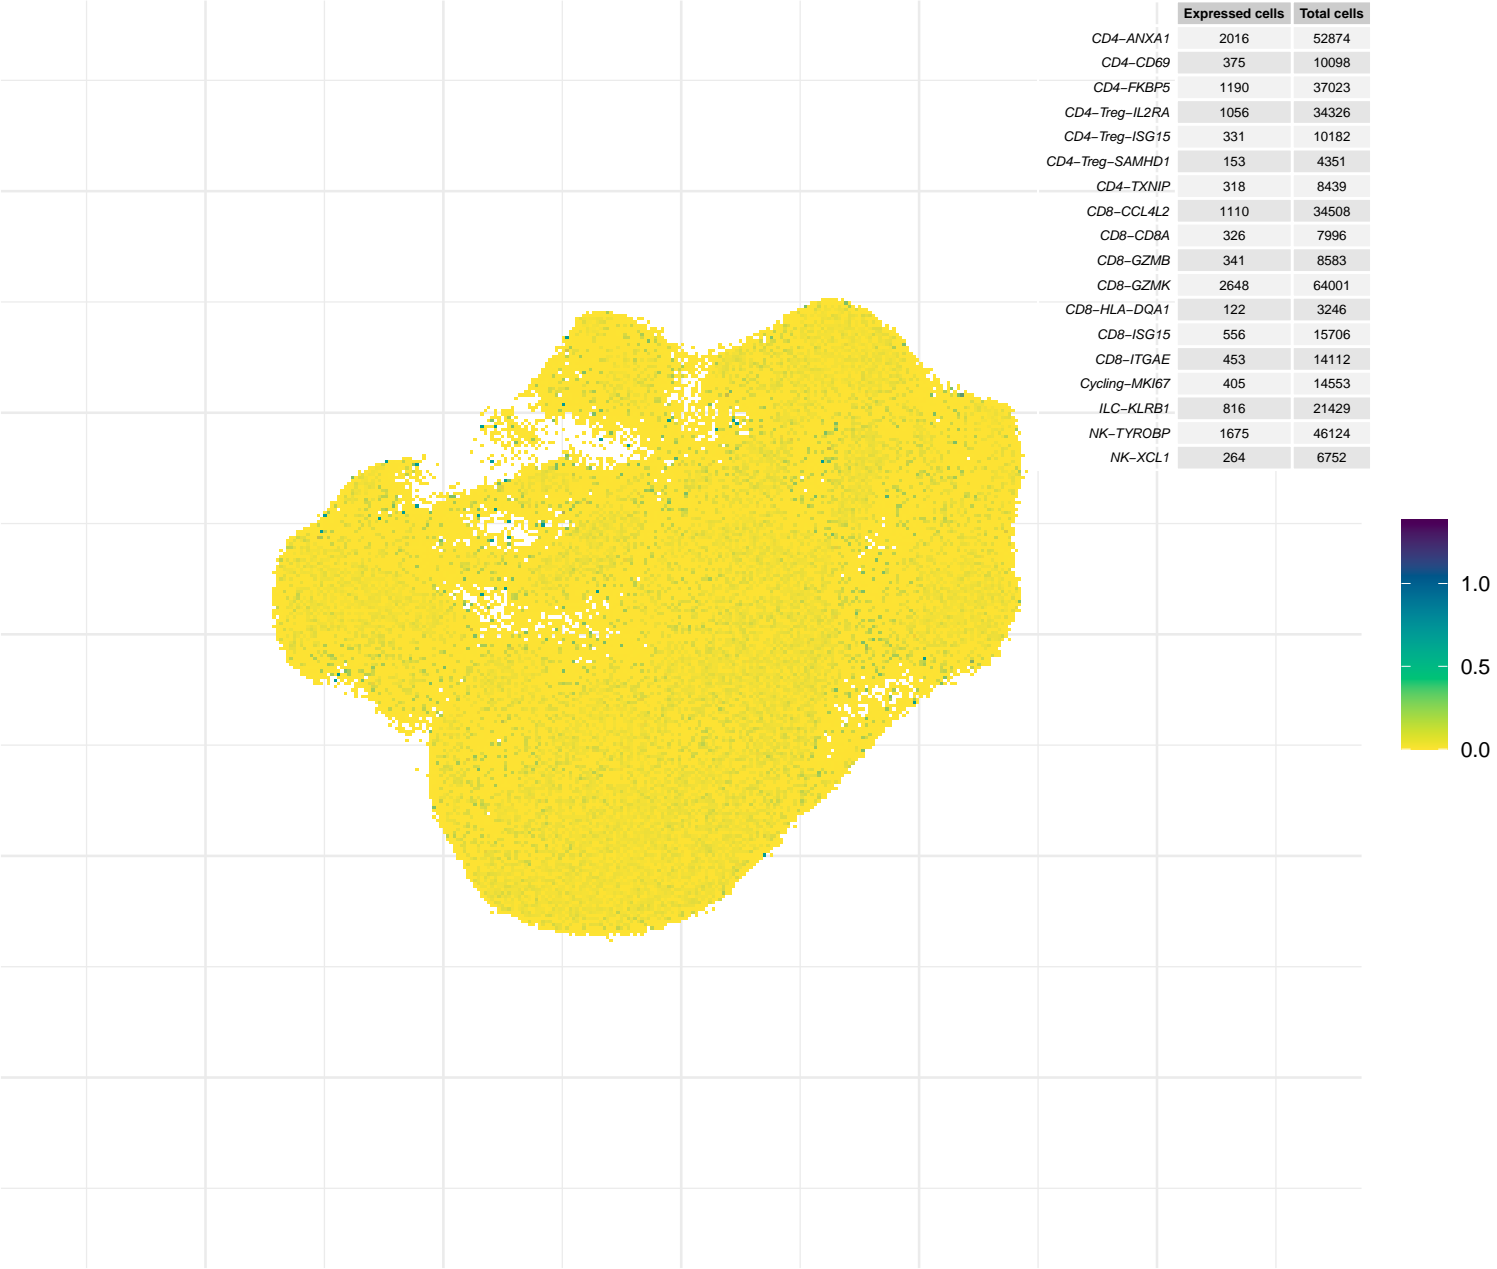 Expressed cells Total cells
CD4−ANXA1 2016 52874
CD4−CD69 375 10098
CD4−FKBP5 1190 37023
CD4−Treg−IL2RA 1056 34326
CD4−Treg−ISG15 331 10182
CD4−Treg−SAMHD1 153 4351
CD4−TXNIP 318 8439
CD8−CCL4L2 1110 34508
CD8−CD8A 326 7996
CD8−GZMB 341 8583
CD8−GZMK 2648 64001
CD8−HLA−DQA1 122 3246
CD8−ISG15 556 15706
CD8−ITGAE 453 14112
Cycling−MKI67 405 14553
ILC−KLRB1 816 21429
NK−TYROBP 1675 46124
NK−XCL1 264 6752
1.0
0.5
0.0